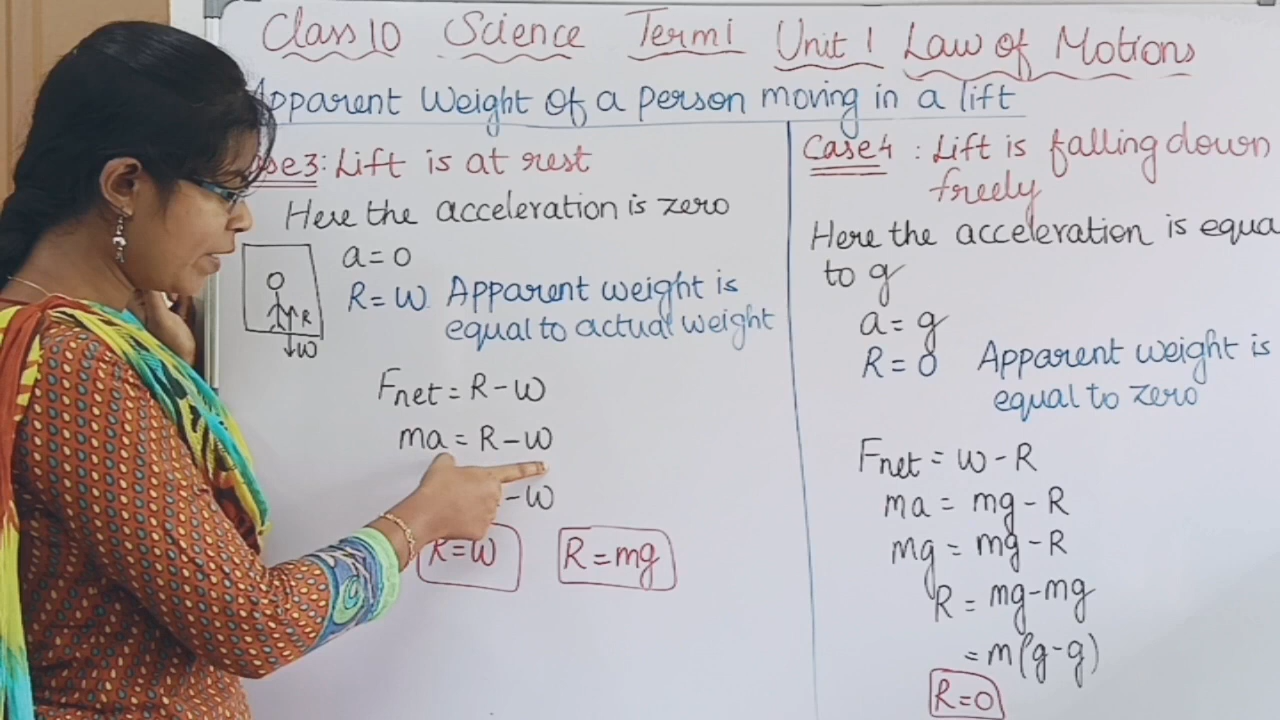 Class 10 Science Term 1 Unit 1 Law of Motions
Apparent Weight of a person moving in a lift
3: Lift is at rest
Here the acceleration is zero
a = 0
R = W Apparent weight is
equal to actual weight
R
W
Fnet = R - W
ma = R - W
- W
R = W R = mg
Case 4 : Lift is falling down
freely
Here the acceleration is equa
to g
a = g
R = 0 Apparent weight is
equal to zero
Fnet = W - R
ma = mg - R
mg = mg - R
R = mg - mg
= m(g - g)
R = 0